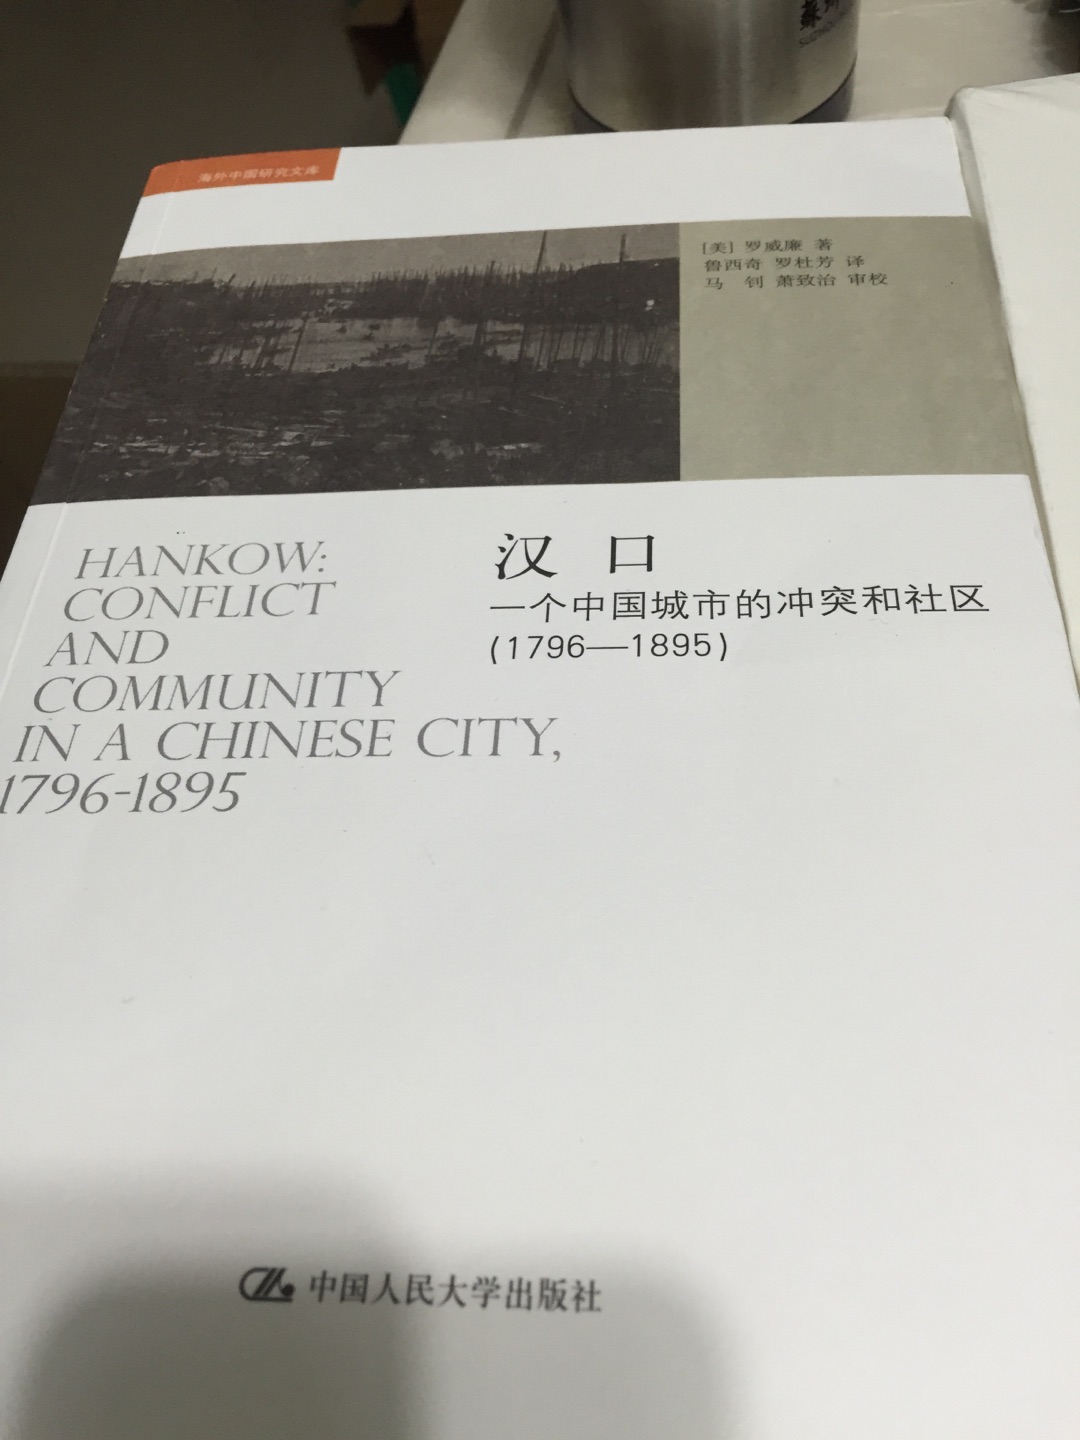 海外中国研究文库
[美] 罗威廉 著
鲁西奇 罗杜芳 译
马 钊 萧致治 审校
HANKOW:
CONFLICT
AND
COMMUNITY
IN A CHINESE CITY,
1796-1895
汉口
一个中国城市的冲突和社区
(1796—1895)
中国人民大学出版社